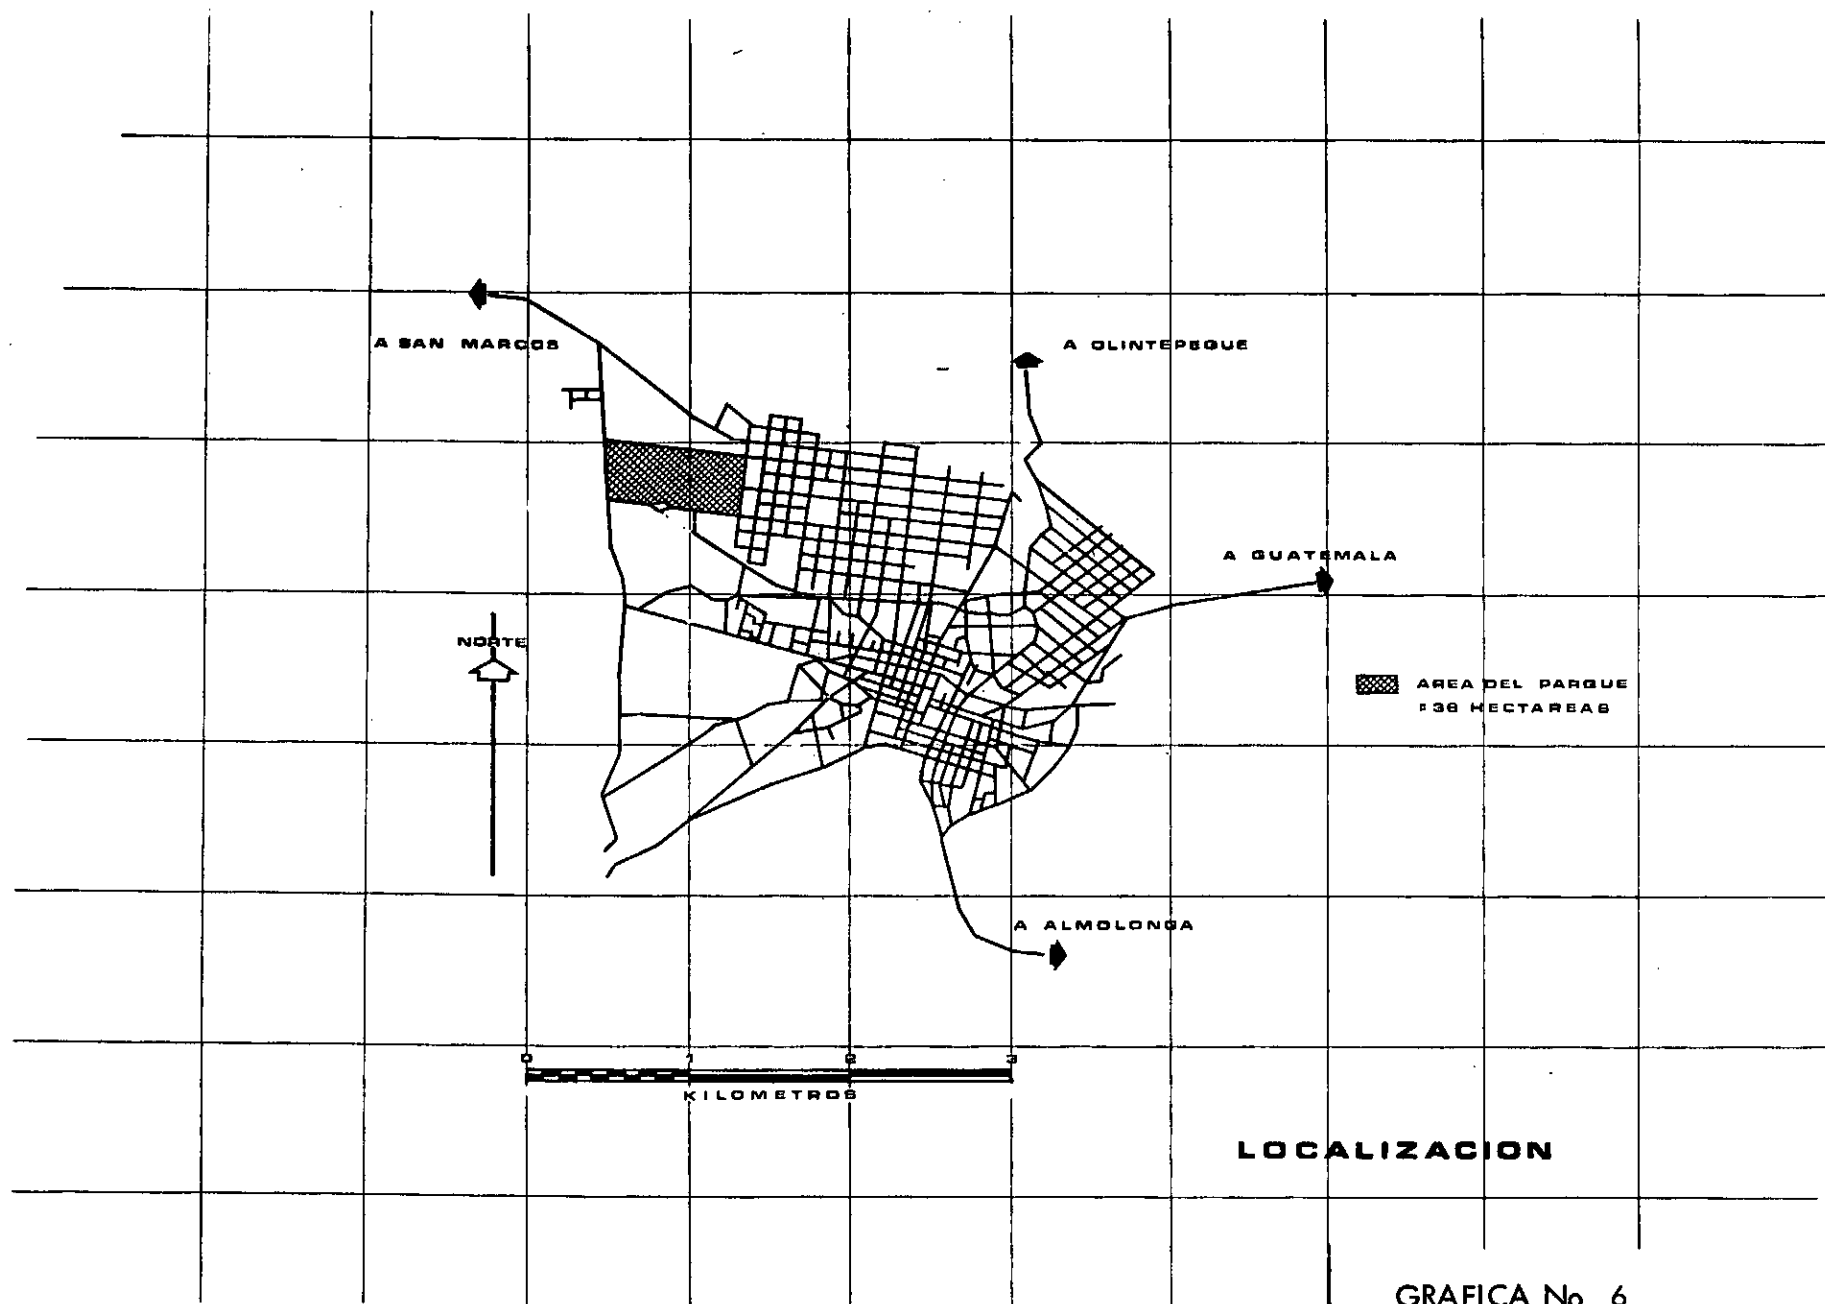 A SAN MARCOS
A OLINTEPEQUE
A GUATEMALA
NORTE
AREA DEL PARQUE
HECTAREAS
A ALMOLONGA
0 1 2 3
KILOMETROS
LOCALIZACION
GRAFICA No. 6